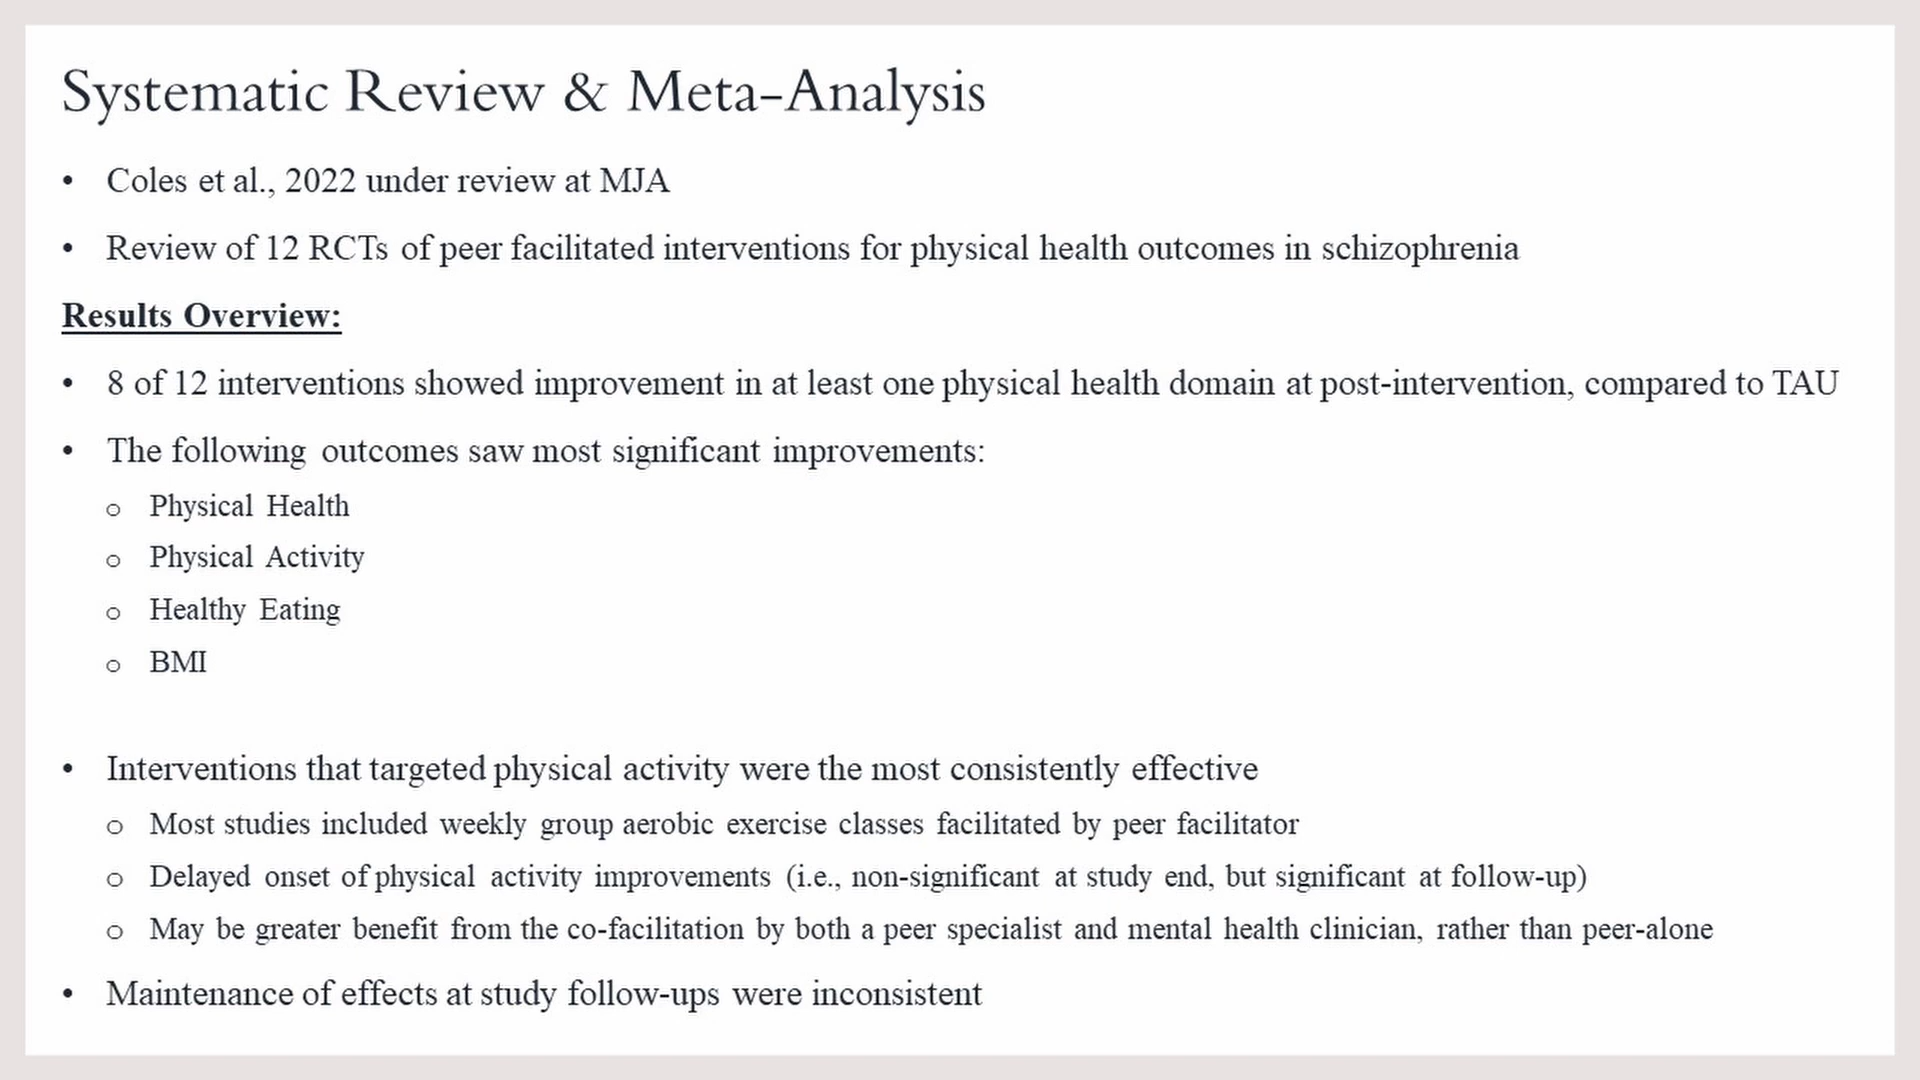 Systematic Review & Meta-Analysis
• Coles et al., 2022 under review at MJA
• Review of 12 RCTs of peer facilitated interventions for physical health outcomes in schizophrenia
Results Overview:
• 8 of 12 interventions showed improvement in at least one physical health domain at post-intervention, compared to TAU
• The following outcomes saw most significant improvements:
o Physical Health
o Physical Activity
o Healthy Eating
o BMI
• Interventions that targeted physical activity were the most consistently effective
o Most studies included weekly group aerobic exercise classes facilitated by peer facilitator
o Delayed onset of physical activity improvements (i.e., non-significant at study end, but significant at follow-up)
o May be greater benefit from the co-facilitation by both a peer specialist and mental health clinician, rather than peer-alone
• Maintenance of effects at study follow-ups were inconsistent